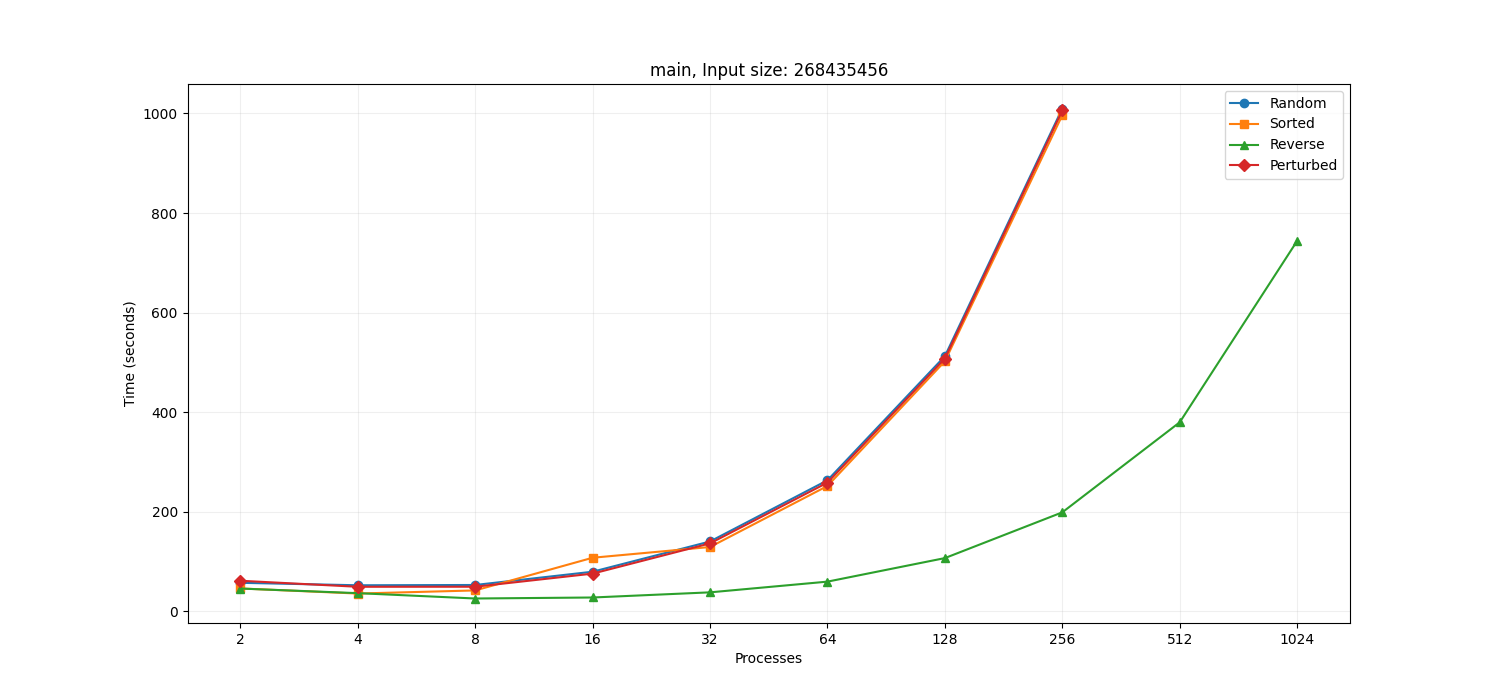 main, Input size: 268435456
Random
Sorted
Reverse
Perturbed
1000
800
600
400
200
0
Time (seconds)
2 4 8 16 32 64 128 256 512 1024
Processes